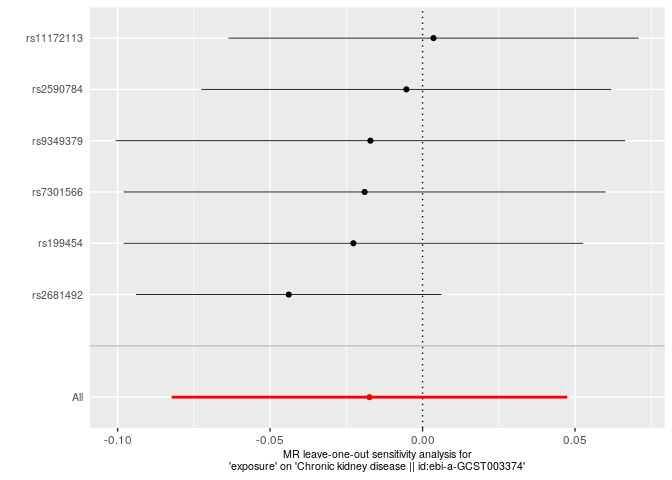 rs11172113
rs2590784
rs9349379
rs7301566
rs199454
rs2681492
All
-0.10 -0.05 0.00 0.05
MR leave-one-out sensitivity analysis for
'exposure' on 'Chronic kidney disease || id:ebi-a-GCST003374'